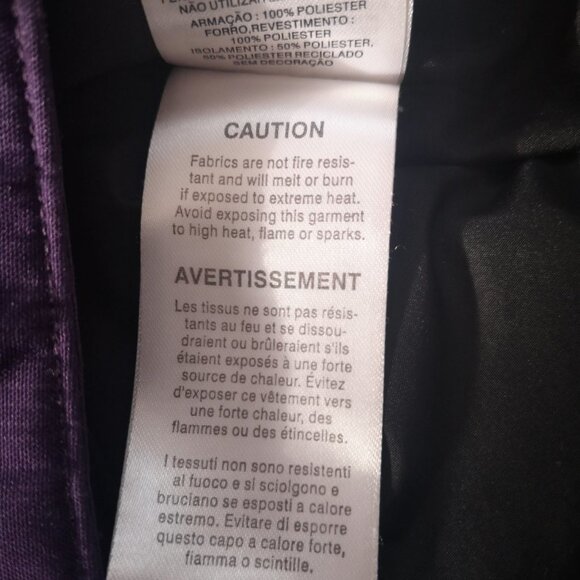 NÃO UTILIZAR
ARMAÇÃO : 100% POLIESTER
FORRO,REVESTIMENTO :
100% POLIESTER
ISOLAMENTO : 50% POLIESTER,
50% POLIESTER RECICLADO
SEM DECORAÇÃO
CAUTION
Fabrics are not fire resis-
tant and will melt or burn
if exposed to extreme heat.
Avoid exposing this garment
to high heat, flame or sparks.
AVERTISSEMENT
Les tissus ne sont pas résis-
tants au feu et se dissou-
draient ou brûleraient s'ils
étaient exposés à une forte
source de chaleur. Évitez
d'exposer ce vêtement vers
une forte chaleur, des
flammes ou des étincelles.
I tessuti non sono resistenti
al fuoco e si sciolgono e
bruciano se esposti a calore
estremo. Evitare di esporre
questo capo a calore forte,
fiamma o scintille.